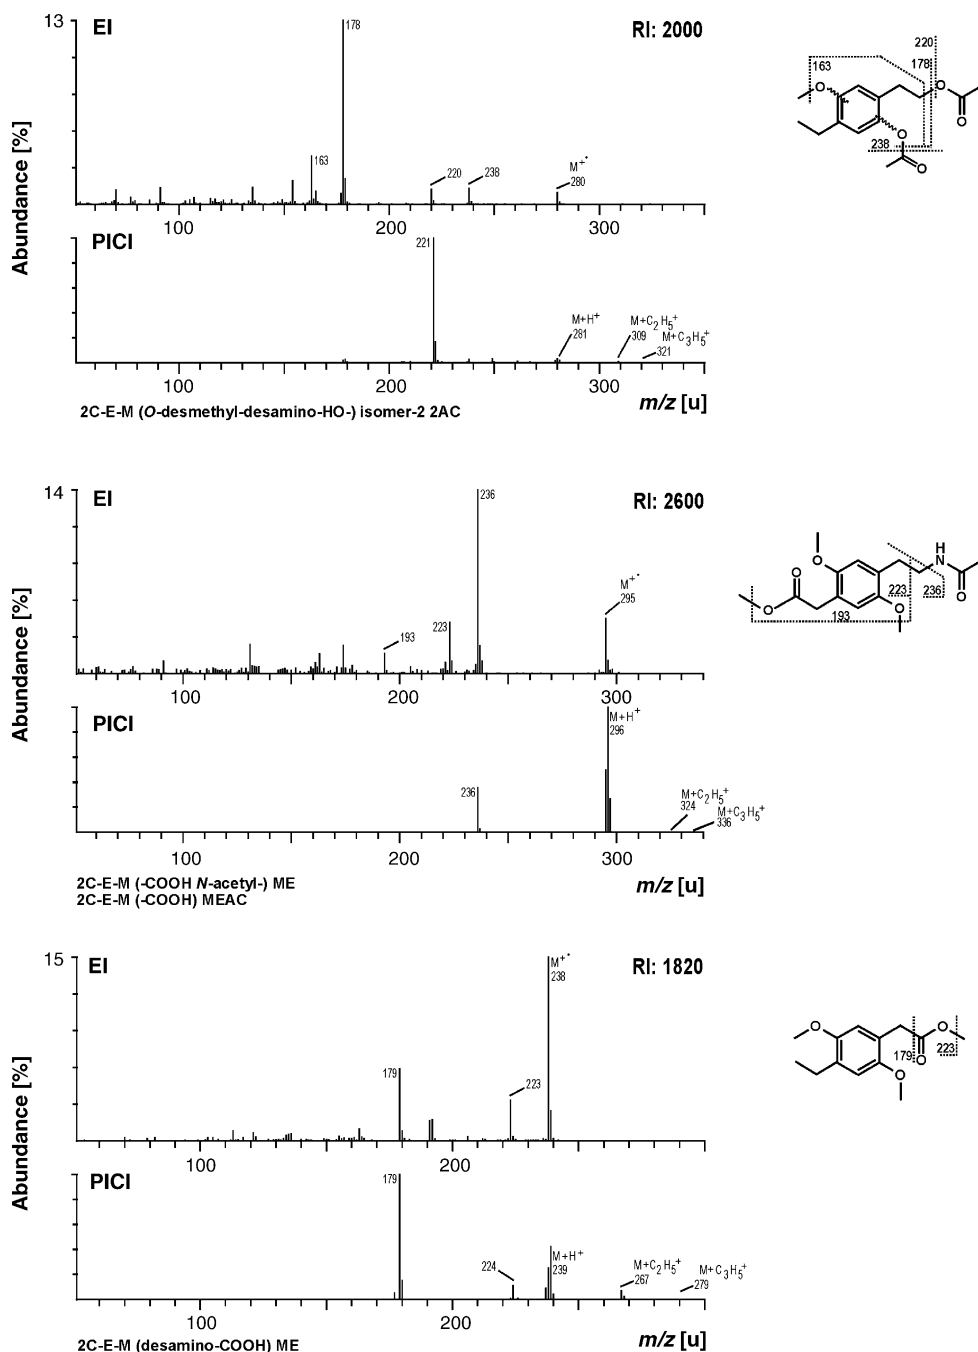 13
EI
RI: 2000
178
163
220
238
M+•
280
Abundance [%]
100
200
300
PICI
221
M+H+
281
M+C2H5+
309
M+C3H5+
321
100
200
300
m/z [u]
2C-E-M (O-desmethyl-desamino-HO-) isomer-2 2AC
220
163
178
O
O
O
O
238
O
14
EI
RI: 2600
236
M+•
295
193
223
Abundance [%]
100
200
300
PICI
M+H+
296
236
M+C2H5+
324
M+C3H5+
336
100
200
300
m/z [u]
2C-E-M (-COOH N-acetyl-) ME
2C-E-M (-COOH) MEAC
O
H
N
O
O
223
236
O
O
193
15
EI
RI: 1820
M+•
238
179
223
Abundance [%]
100
200
PICI
179
224
M+H+
239
M+C2H5+
267
M+C3H5+
279
100
200
m/z [u]
2C-E-M (desamino-COOH) ME
O
O
179
O
223
O